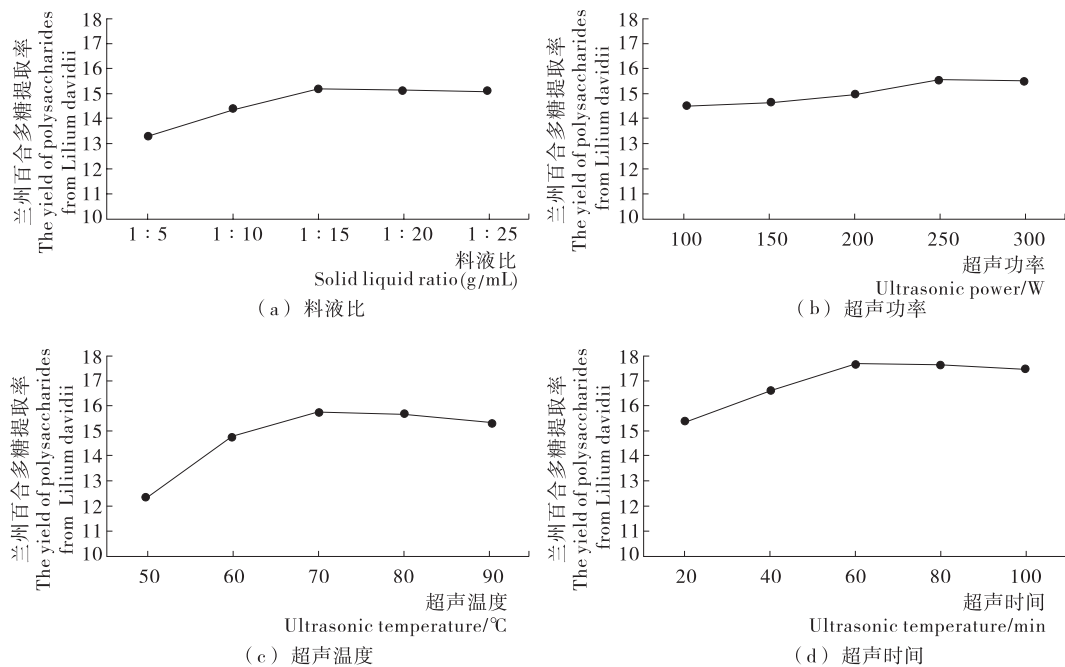 兰州百合多糖提取率
The yield of polysaccharides
from Lilium davidii
18
17
16
15
14
13
12
11
10
1：5
1：10
1：15
1：20
1：25
料液比
Solid liquid ratio(g/mL)
（a）料液比
兰州百合多糖提取率
The yield of polysaccharides
from Lilium davidii
18
17
16
15
14
13
12
11
10
100
150
200
250
300
超声功率
Ultrasonic power/W
（b）超声功率
兰州百合多糖提取率
The yield of polysaccharides
from Lilium davidii
18
17
16
15
14
13
12
11
10
50
60
70
80
90
超声温度
Ultrasonic temperature/℃
（c）超声温度
兰州百合多糖提取率
The yield of polysaccharides
from Lilium davidii
18
17
16
15
14
13
12
11
10
20
40
60
80
100
超声时间
Ultrasonic temperature/min
（d）超声时间